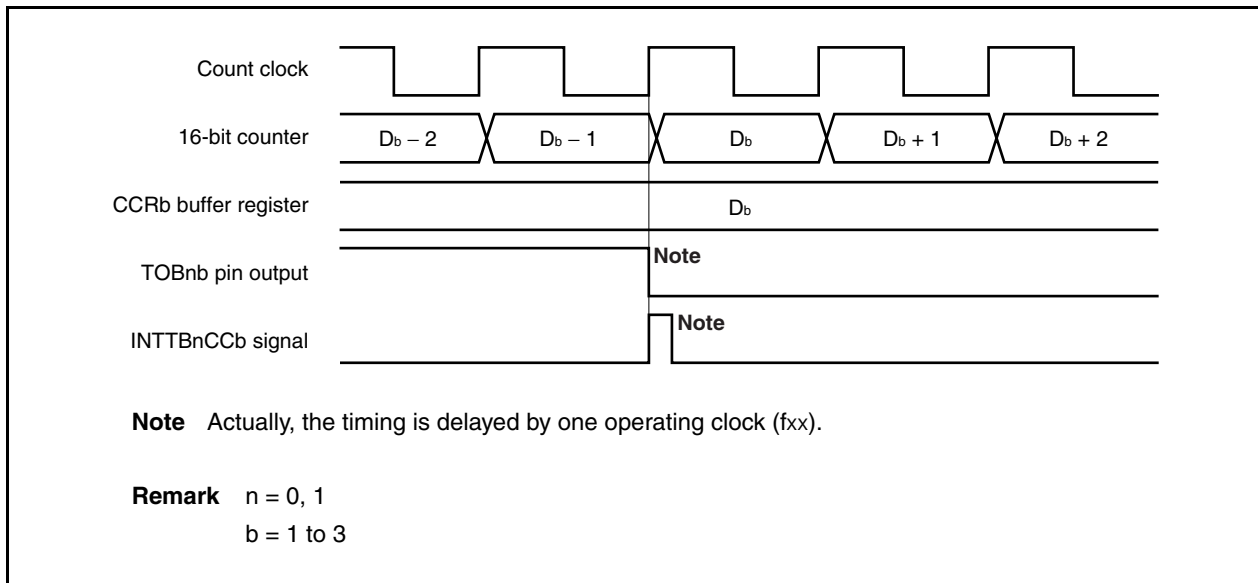 Count clock
16-bit counter
Db − 2 Db − 1 Db Db + 1 Db + 2
CCRb buffer register
Db
TOBnb pin output
Note
INTTBnCCb signal
Note
Note Actually, the timing is delayed by one operating clock (fxx).
Remark n = 0, 1
b = 1 to 3